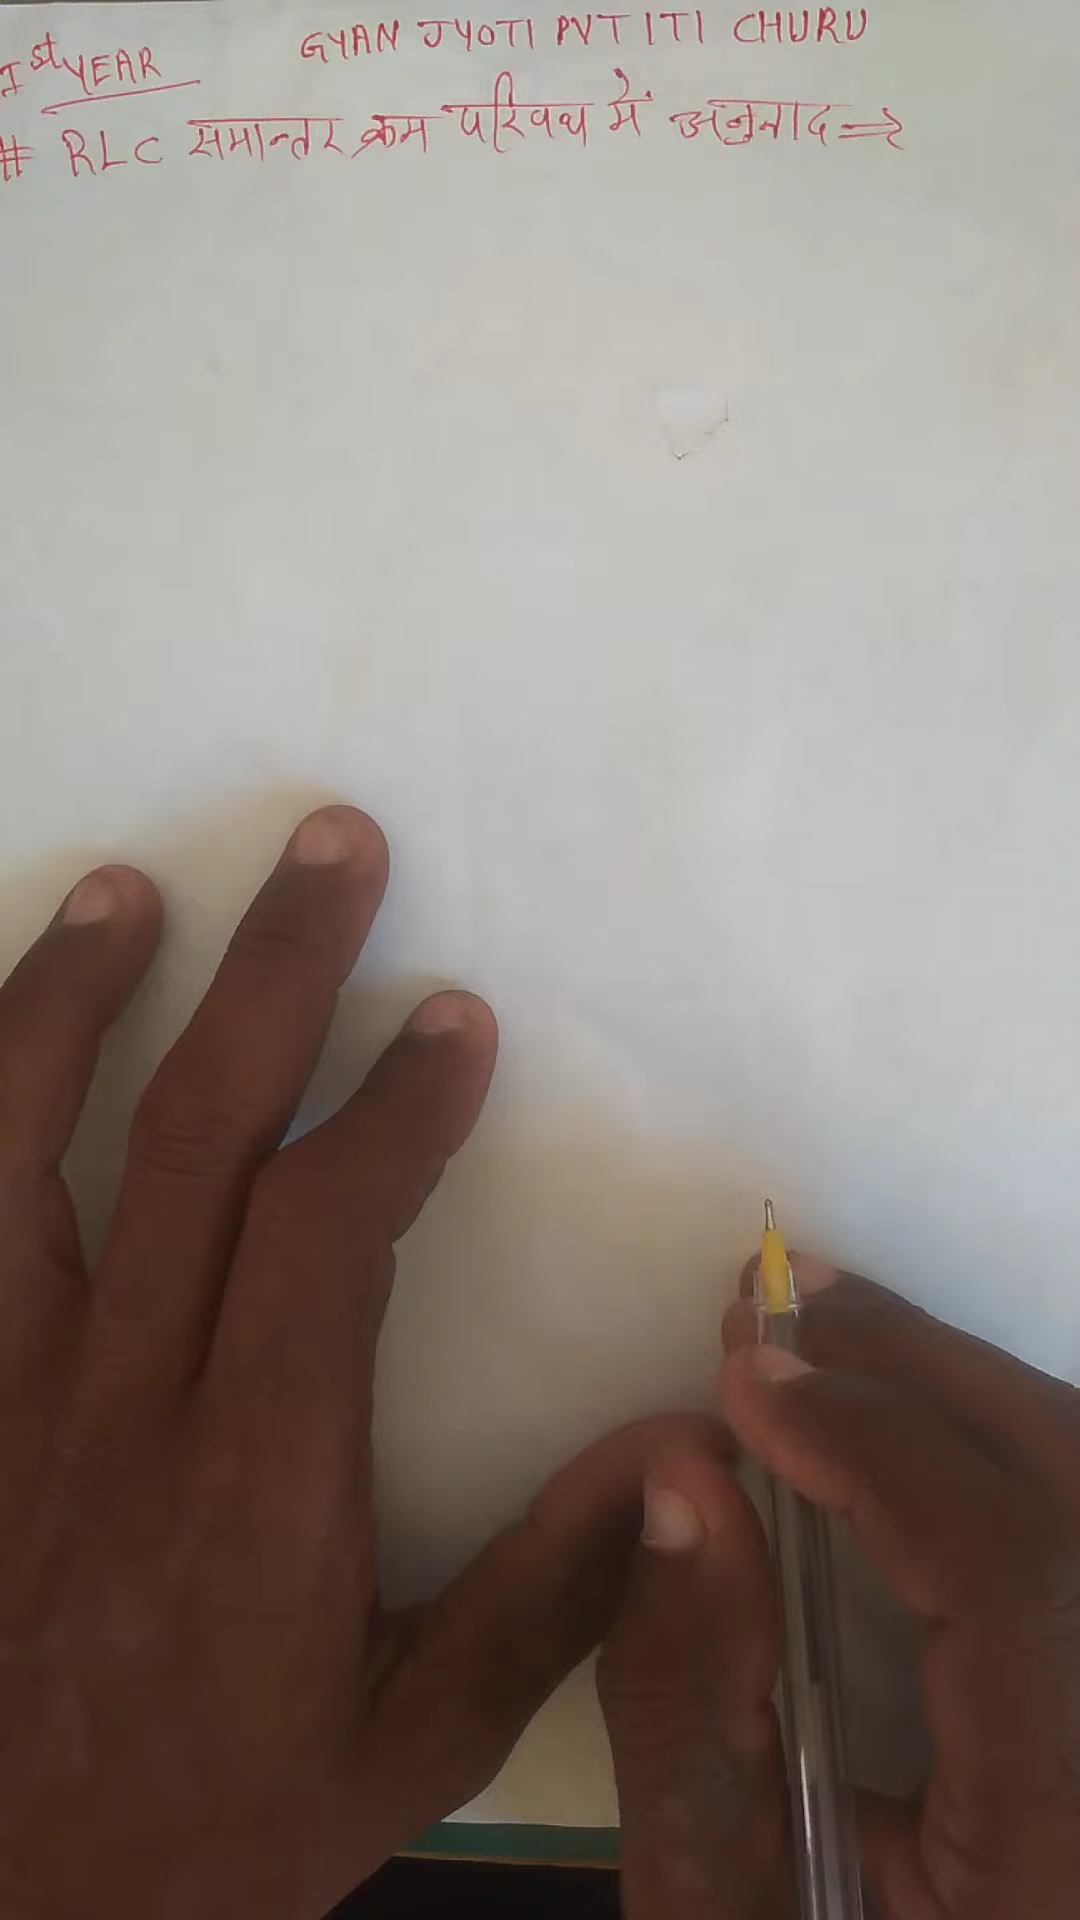 Ist YEAR GYAN JYOTI PVT ITI CHURU
# RLC समान्तर क्रम परिपथ में अनुनाद ⇒